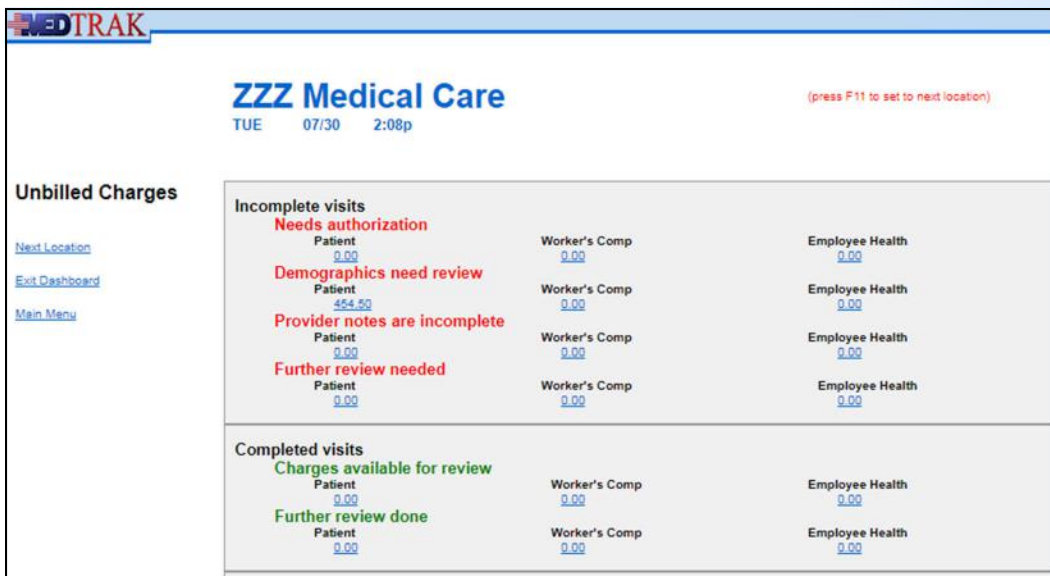 MEDTRAK
ZZZ Medical Care
(press F11 to set to next location)
TUE 07/30 2:08p
Unbilled Charges
Next Location
Exit Dashboard
Main Menu
Incomplete visits
Needs authorization
Patient Worker's Comp Employee Health
0.00 0.00 0.00
Demographics need review
Patient Worker's Comp Employee Health
454.50 0.00 0.00
Provider notes are incomplete
Patient Worker's Comp Employee Health
0.00 0.00 0.00
Further review needed
Patient Worker's Comp Employee Health
0.00 0.00 0.00
Completed visits
Charges available for review
Patient Worker's Comp Employee Health
0.00 0.00 0.00
Further review done
Patient Worker's Comp Employee Health
0.00 0.00 0.00